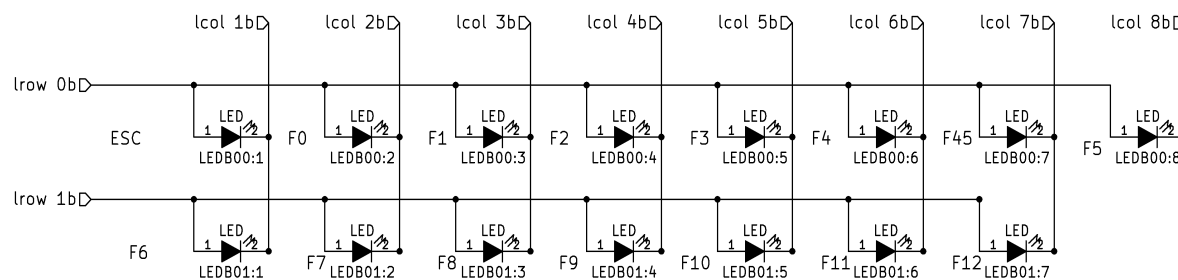 lcol 1b lcol 2b lcol 3b lcol 4b lcol 5b lcol 6b lcol 7b lcol 8b
lrow 0b
LED LED LED LED LED LED LED LED
ESC 1 2 F0 1 2 F1 1 2 F2 1 2 F3 1 2 F4 1 2 F45 1 2 F5 1 2
LEDB00:1 LEDB00:2 LEDB00:3 LEDB00:4 LEDB00:5 LEDB00:6 LEDB00:7 LEDB00:8
lrow 1b
LED LED LED LED LED LED LED
F6 1 2 F7 1 2 F8 1 2 F9 1 2 F10 1 2 F11 1 2 F12 1 2
LEDB01:1 LEDB01:2 LEDB01:3 LEDB01:4 LEDB01:5 LEDB01:6 LEDB01:7